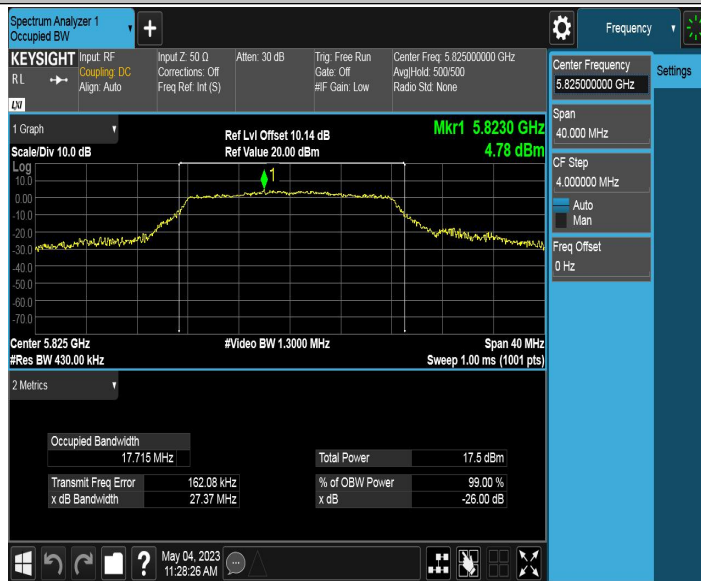 Spectrum Analyzer 1
Occupied BW
+
Frequency
KEYSIGHT
RL
LXI
Input: RF
Coupling: DC
Align: Auto
Input Z: 50 Ω
Corrections: Off
Freq Ref: Int (S)
Atten: 30 dB
Trig: Free Run
Gate: Off
#IF Gain: Low
Center Freq: 5.825000000 GHz
Avg|Hold: 500/500
Radio Std: None
Center Frequency
5.825000000 GHz
Settings
Span
40.000 MHz
CF Step
4.000000 MHz
Auto
Man
Freq Offset
0 Hz
1 Graph
Scale/Div 10.0 dB
Ref Lvl Offset 10.14 dB
Ref Value 20.00 dBm
Mkr1 5.8230 GHz
4.78 dBm
Log
10.0
0.00
-10.0
-20.0
-30.0
-40.0
-50.0
-60.0
-70.0
1
Center 5.825 GHz
#Video BW 1.3000 MHz
Span 40 MHz
#Res BW 430.00 kHz
Sweep 1.00 ms (1001 pts)
2 Metrics
Occupied Bandwidth
17.715 MHz
Total Power 17.5 dBm
Transmit Freq Error 162.08 kHz
% of OBW Power 99.00 %
x dB Bandwidth 27.37 MHz
x dB -26.00 dB
?
May 04, 2023
11:28:26 AM